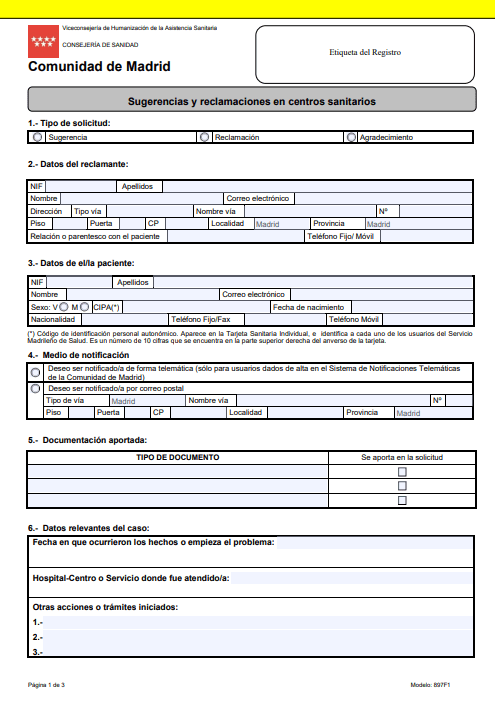 Viceconsejería de Humanización de la Asistencia Sanitaria
CONSEJERÍA DE SANIDAD
Comunidad de Madrid
Etiqueta del Registro
Sugerencias y reclamaciones en centros sanitarios
1.- Tipo de solicitud:
Sugerencia Reclamación Agradecimiento
2.- Datos del reclamante:
NIF Apellidos
Nombre Correo electrónico
Dirección Tipo vía Nombre vía Nº
Piso Puerta CP Localidad Madrid Provincia Madrid
Relación o parentesco con el paciente Teléfono Fijo/ Móvil
3.- Datos de el/la paciente:
NIF Apellidos
Nombre Correo electrónico
Sexo: V M CIPA(*) Fecha de nacimiento
Nacionalidad Teléfono Fijo/Fax Teléfono Móvil
(*) Código de identificación personal autonómico. Aparece en la Tarjeta Sanitaria Individual, e identifica a cada uno de los usuarios del Servicio
Madrileño de Salud. Es un número de 10 cifras que se encuentra en la parte superior derecha del anverso de la tarjeta.
4.- Medio de notificación
Deseo ser notificado/a de forma telemática (sólo para usuarios dados de alta en el Sistema de Notificaciones Telemáticas
de la Comunidad de Madrid)
Deseo ser notificado/a por correo postal
Tipo de vía Madrid Nombre vía Nº
Piso Puerta CP Localidad Provincia Madrid
5.- Documentación aportada:
TIPO DE DOCUMENTO Se aporta en la solicitud
6.- Datos relevantes del caso:
Fecha en que ocurrieron los hechos o empieza el problema:
Hospital-Centro o Servicio donde fue atendido/a:
Otras acciones o trámites iniciados:
1.-
2.-
3.-
Página 1 de 3 Modelo: 897F1